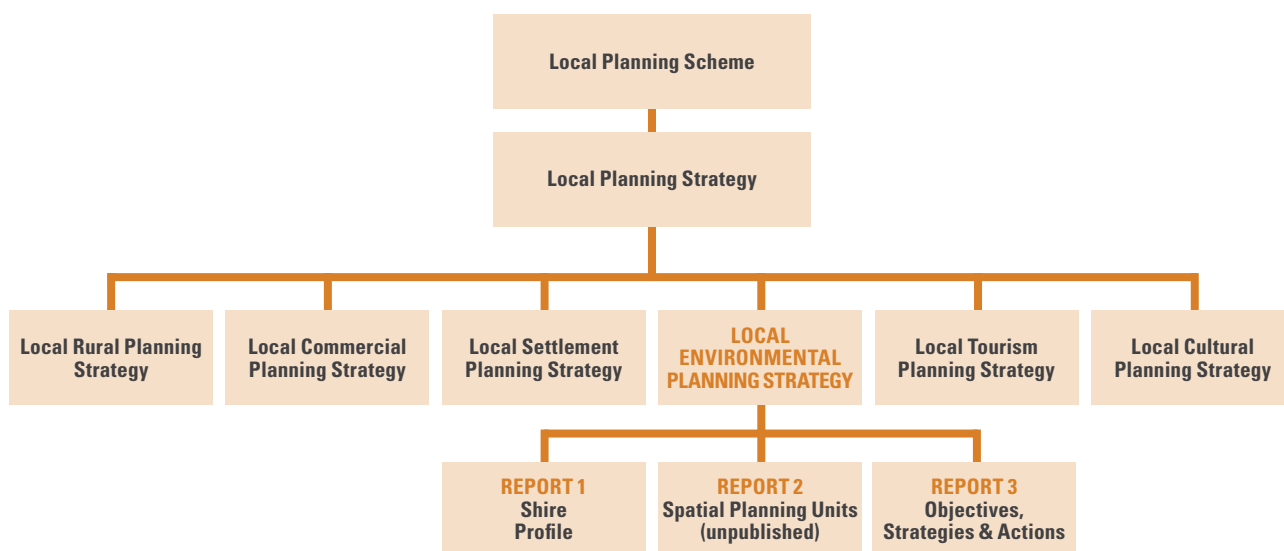 Local Planning Scheme
Local Planning Strategy
Local Rural Planning
Strategy
Local Commercial
Planning Strategy
Local Settlement
Planning Strategy
LOCAL
ENVIRONMENTAL
PLANNING STRATEGY
Local Tourism
Planning Strategy
Local Cultural
Planning Strategy
REPORT 1
Shire
Profile
REPORT 2
Spatial Planning Units
(unpublished)
REPORT 3
Objectives,
Strategies & Actions